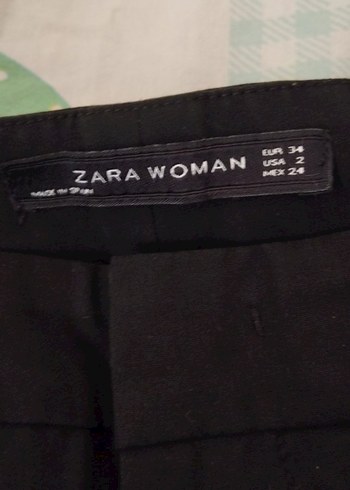 ZARA WOMAN
EUR 34
USA 2
MEX 24
MADE IN SPAIN